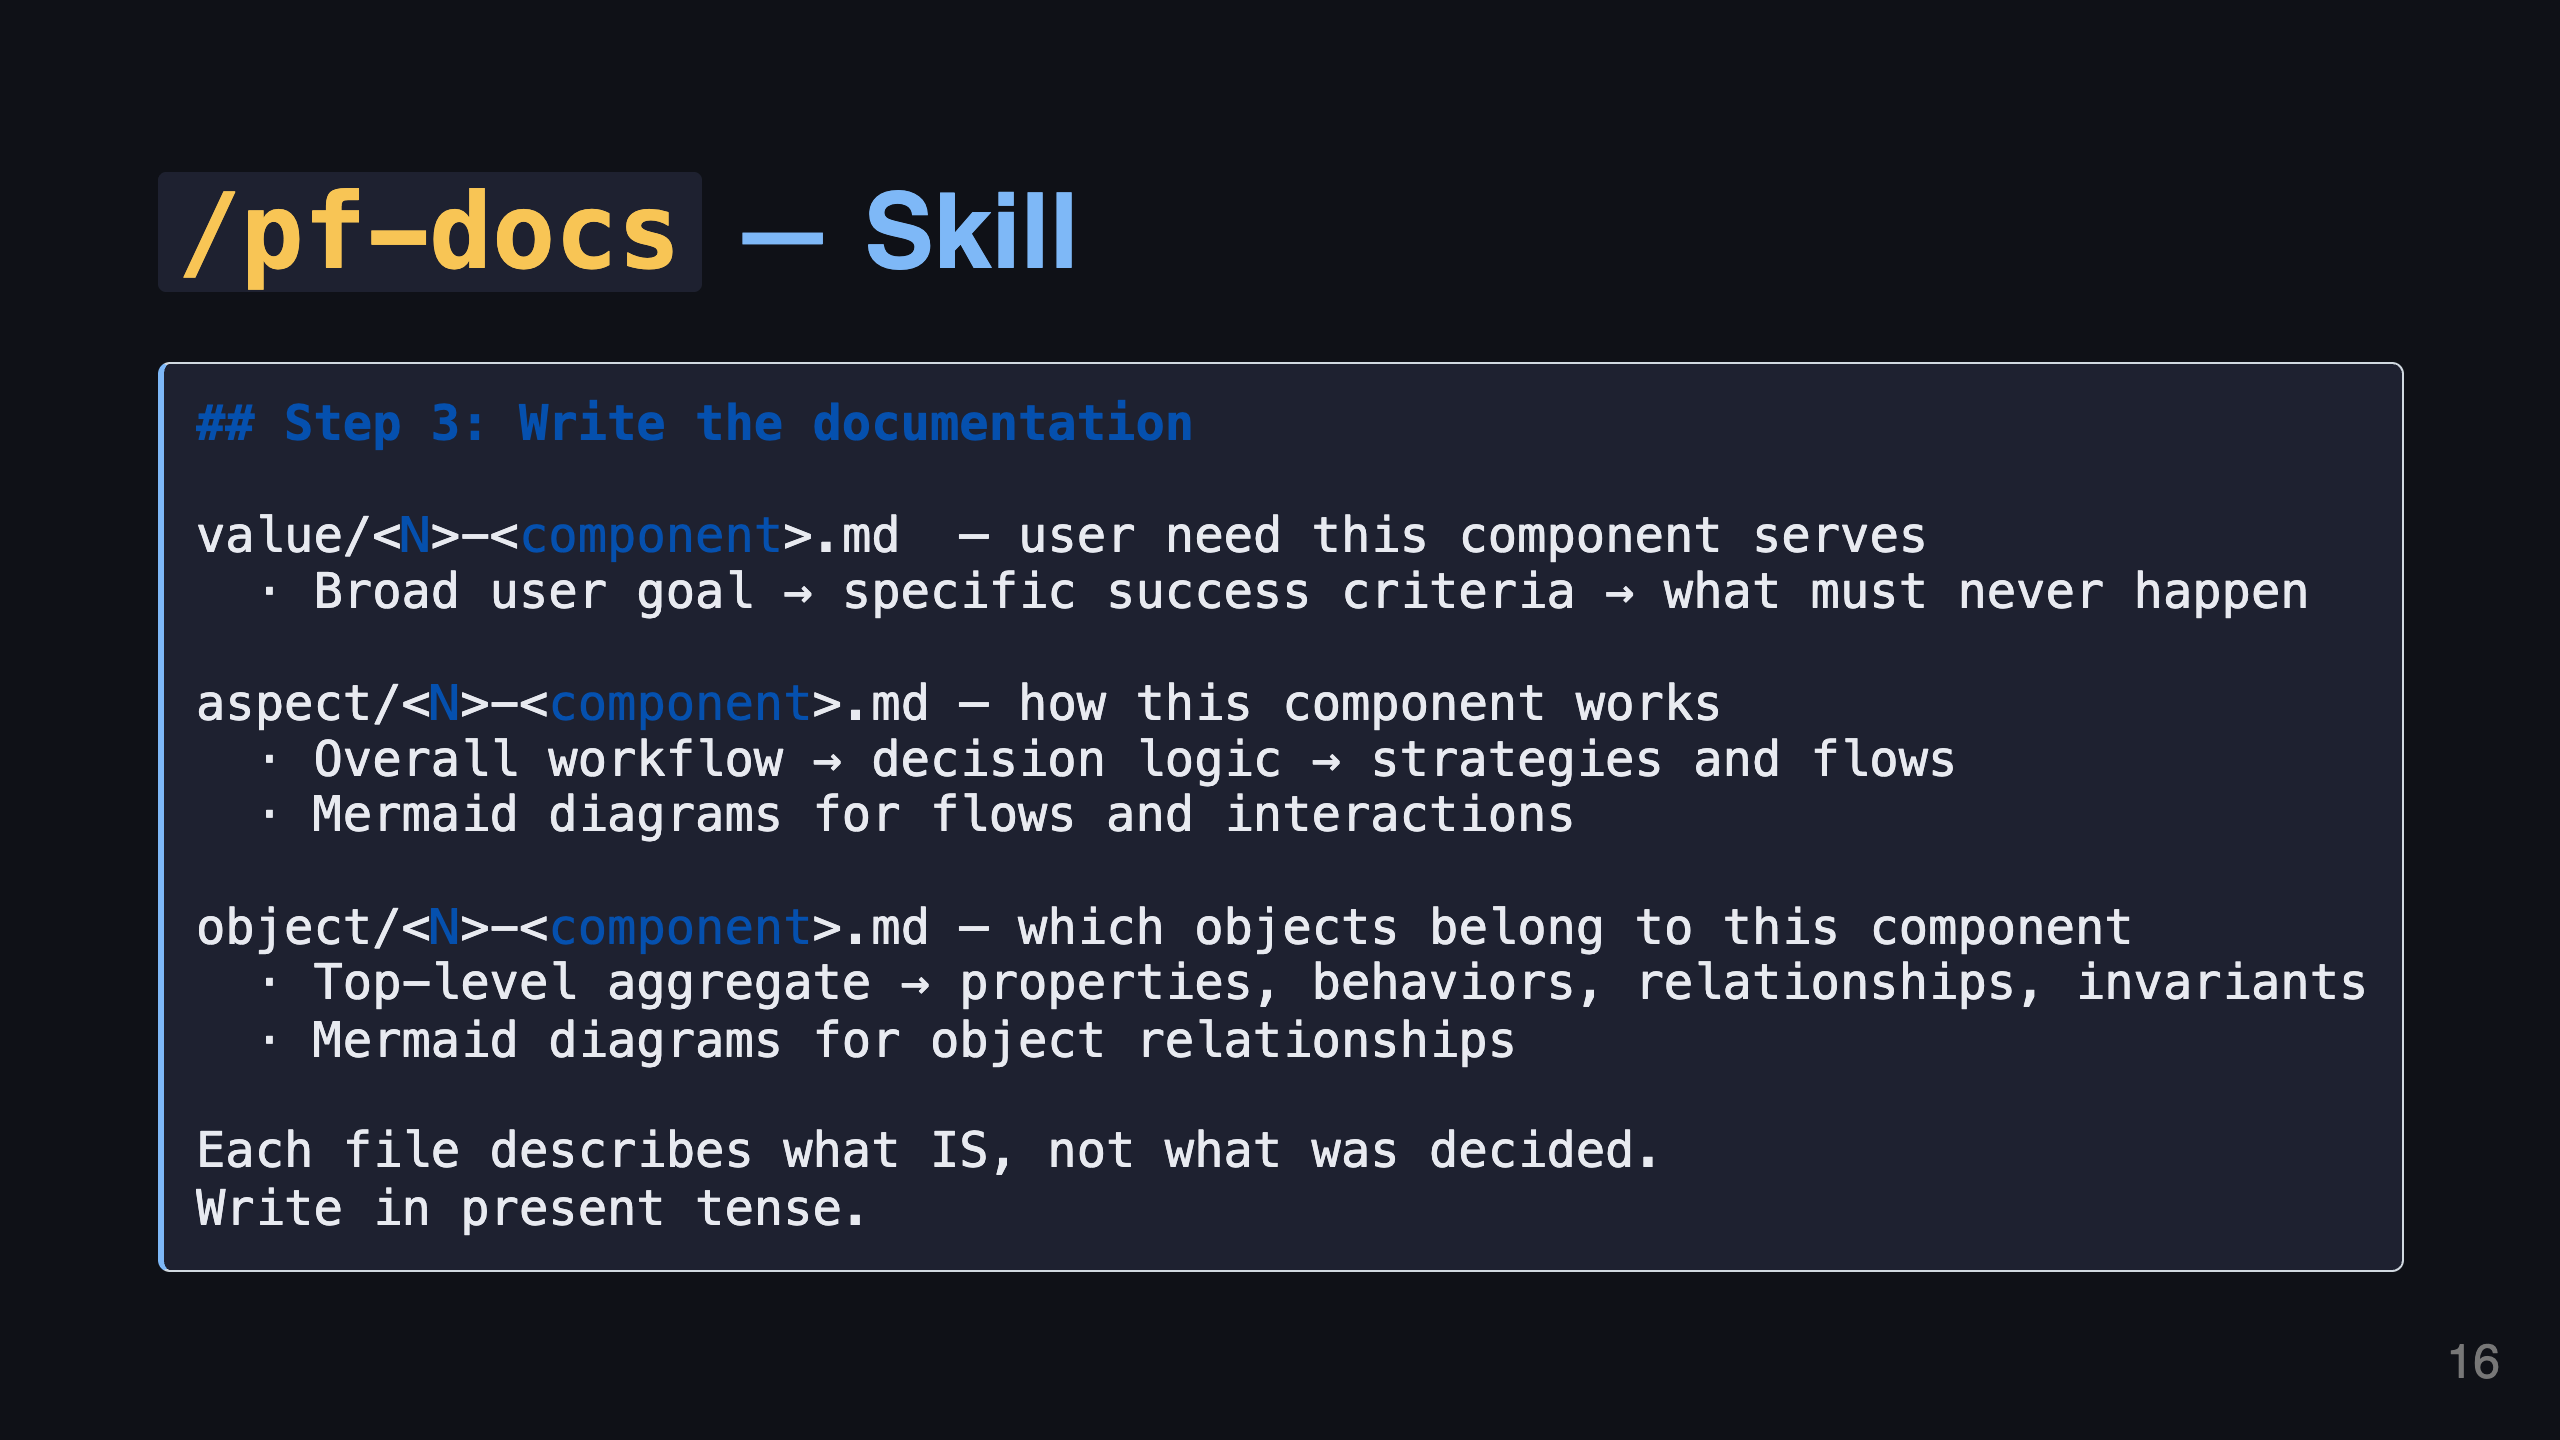 /pf-docs — Skill
## Step 3: Write the documentation
value/<N>-<component>.md  — user need this component serves
· Broad user goal → specific success criteria → what must never happen
aspect/<N>-<component>.md — how this component works
· Overall workflow → decision logic → strategies and flows
· Mermaid diagrams for flows and interactions
object/<N>-<component>.md — which objects belong to this component
· Top-level aggregate → properties, behaviors, relationships, invariants
· Mermaid diagrams for object relationships
Each file describes what IS, not what was decided.
Write in present tense.
16